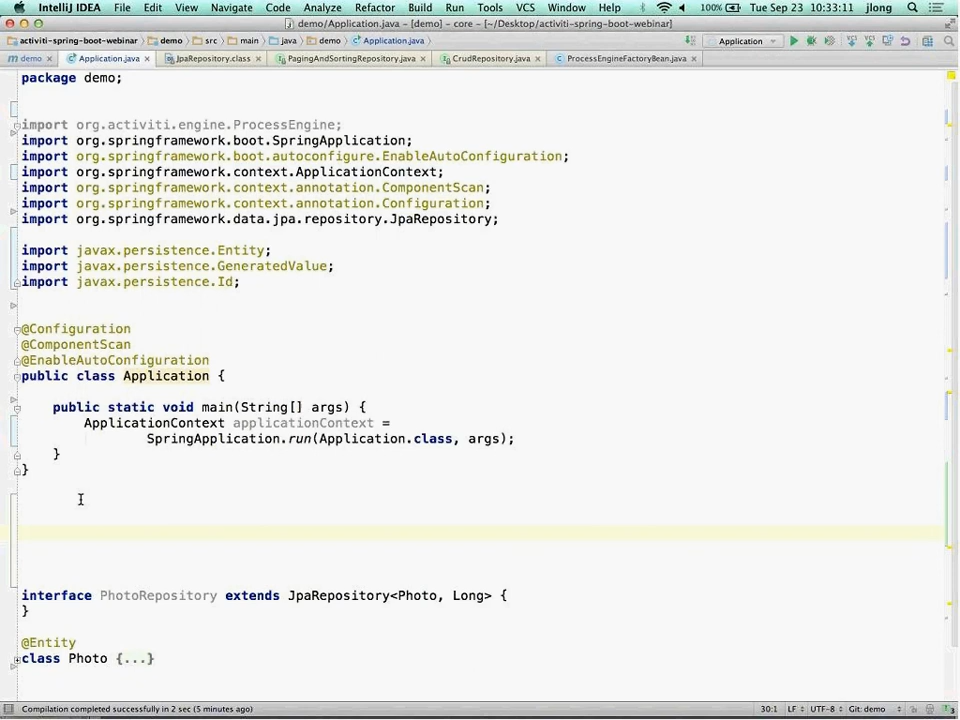 IntelliJ IDEA File Edit View Navigate Code Analyze Refactor Build Run Tools VCS Window Help 100% Tue Sep 23 10:33:11 jlong
demo/Application.java - [demo] - core - [~/Desktop/activiti-spring-boot-webinar]
activiti-spring-boot-webinar demo src main java demo Application.java Application
demo Application.java JpaRepository.class PagingAndSortingRepository.java CrudRepository.java ProcessEngineFactoryBean.java
package demo;
import org.activiti.engine.ProcessEngine;
import org.springframework.boot.SpringApplication;
import org.springframework.boot.autoconfigure.EnableAutoConfiguration;
import org.springframework.context.ApplicationContext;
import org.springframework.context.annotation.ComponentScan;
import org.springframework.context.annotation.Configuration;
import org.springframework.data.jpa.repository.JpaRepository;
import javax.persistence.Entity;
import javax.persistence.GeneratedValue;
import javax.persistence.Id;
@Configuration
@ComponentScan
@EnableAutoConfiguration
public class Application {
public static void main(String[] args) {
ApplicationContext applicationContext =
SpringApplication.run(Application.class, args);
}
}
interface PhotoRepository extends JpaRepository<Photo, Long> {
}
@Entity
class Photo {...}
Compilation completed successfully in 2 sec (5 minutes ago) 30:1 LF UTF-8 Git: demo